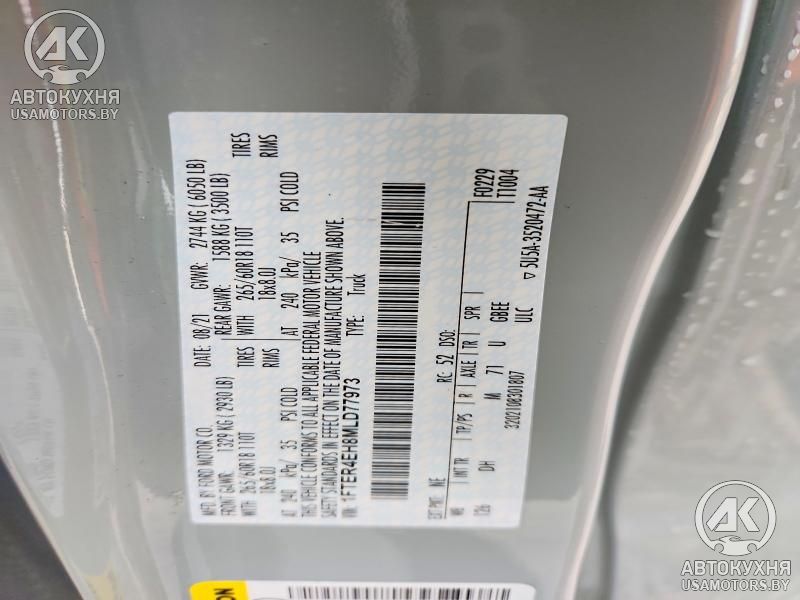 AK
АВТОКУХНЯ
USAMOTORS.BY
MFD. BY FORD MOTOR CO.
DATE: 08/21 GVWR: 2744 KG ( 6050 LB)
FRONT GAWR: 1329 KG ( 2930 LB) REAR GAWR: 1588 KG ( 3500 LB)
WITH 265/60R18 110T TIRES WITH 265/60R18 110T TIRES
18x8.0J RIMS 18x8.0J RIMS
AT 240 kPa/ 35 PSI COLD AT 240 kPa/ 35 PSI COLD
THIS VEHICLE CONFORMS TO ALL APPLICABLE FEDERAL MOTOR VEHICLE
SAFETY STANDARDS IN EFFECT ON THE DATE OF MANUFACTURE SHOWN ABOVE.
VIN: 1FTER4EH8MLD77973 TYPE: Truck
EXT PNT: NE RC: 52 DSO: F0229
WB INT TR TP/PS R AXLE TR SPR T1004
126 DH M 71 U GBEE
3202108301807 ULC
5U5A-3520472-AA
ON
АК
АВТОКУХНЯ
USAMOTORS.BY